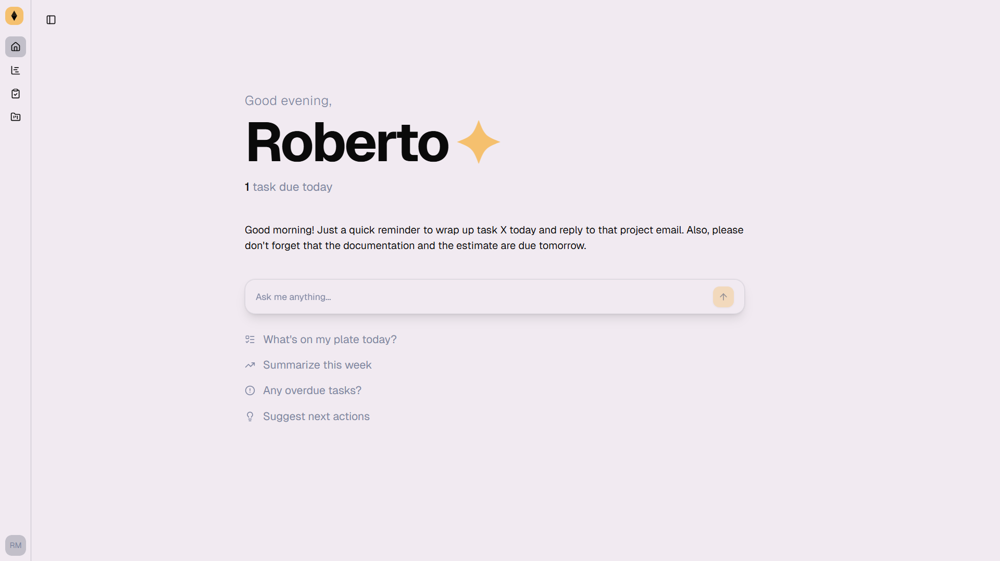 Good evening,
Roberto
1 task due today
Good morning! Just a quick reminder to wrap up task X today and reply to that project email. Also, please
don't forget that the documentation and the estimate are due tomorrow.
Ask me anything...
What's on my plate today?
Summarize this week
Any overdue tasks?
Suggest next actions
RM